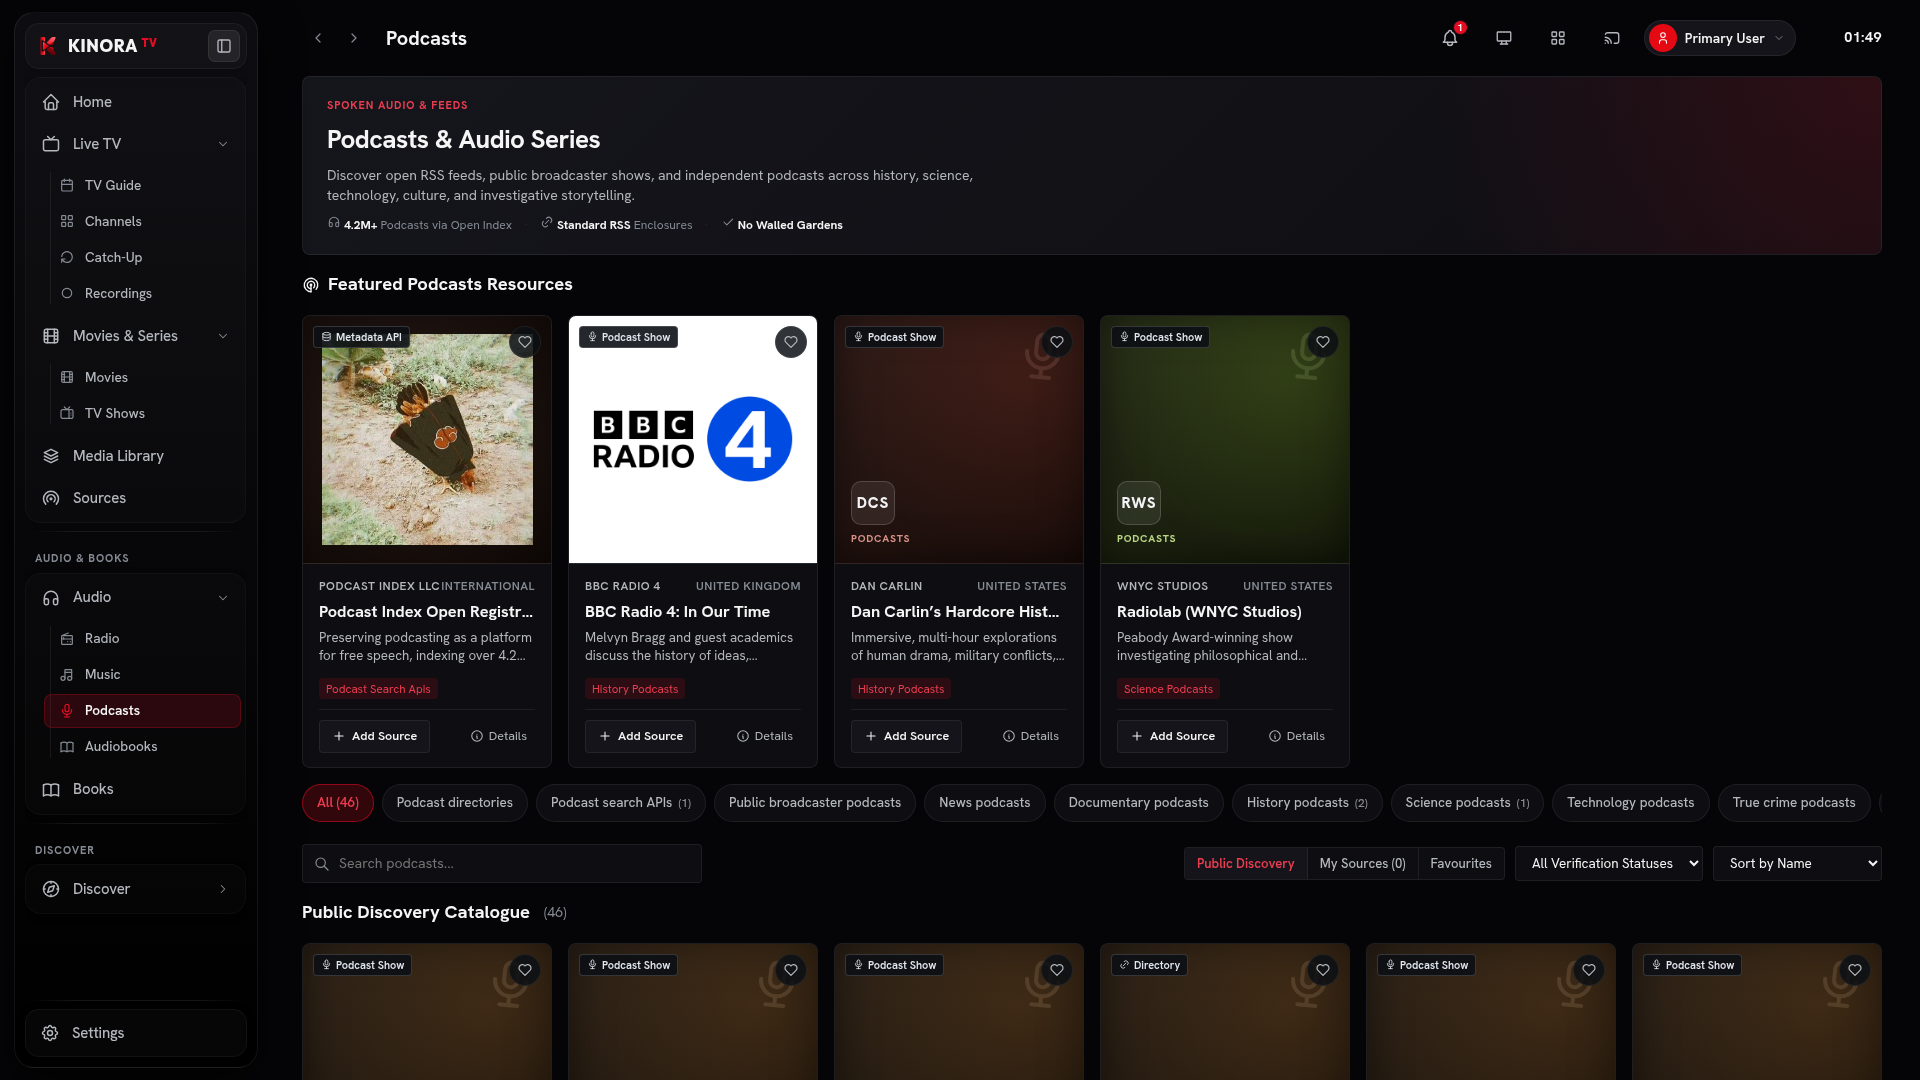 KINORA TV
Home
Live TV
TV Guide
Channels
Catch-Up
Recordings
Movies & Series
Movies
TV Shows
Media Library
Sources
AUDIO & BOOKS
Audio
Radio
Music
Podcasts
Audiobooks
Books
DISCOVER
Discover
Settings
Podcasts
1
Primary User
01:49
SPOKEN AUDIO & FEEDS
Podcasts & Audio Series
Discover open RSS feeds, public broadcaster shows, and independent podcasts across history, science,
technology, culture, and investigative storytelling.
4.2M+ Podcasts via Open Index · Standard RSS Enclosures · No Walled Gardens
Featured Podcasts Resources
Metadata API
PODCAST INDEX LLC INTERNATIONAL
Podcast Index Open Registr...
Preserving podcasting as a platform
for free speech, indexing over 4.2...
Podcast Search Apis
+ Add Source
Details
Podcast Show
BBC
RADIO 4
BBC RADIO 4 UNITED KINGDOM
BBC Radio 4: In Our Time
Melvyn Bragg and guest academics
discuss the history of ideas,...
History Podcasts
+ Add Source
Details
Podcast Show
DCS
PODCASTS
DAN CARLIN UNITED STATES
Dan Carlin’s Hardcore Hist...
Immersive, multi-hour explorations
of human drama, military conflicts,...
History Podcasts
+ Add Source
Details
Podcast Show
RWS
PODCASTS
WNYC STUDIOS UNITED STATES
Radiolab (WNYC Studios)
Peabody Award-winning show
investigating philosophical and...
Science Podcasts
+ Add Source
Details
All (46)
Podcast directories
Podcast search APIs (1)
Public broadcaster podcasts
News podcasts
Documentary podcasts
History podcasts (2)
Science podcasts (1)
Technology podcasts
True crime podcasts
Search podcasts...
Public Discovery
My Sources (0)
Favourites
All Verification Statuses
Sort by Name
Public Discovery Catalogue (46)
Podcast Show
Podcast Show
Podcast Show
Directory
Podcast Show
Podcast Show